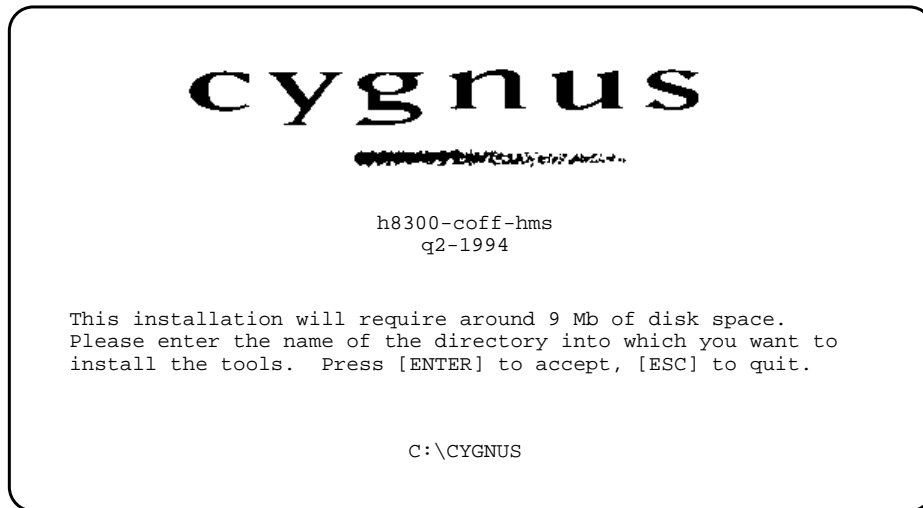 cygnus
h8300-coff-hms
q2-1994
This installation will require around 9 Mb of disk space.
Please enter the name of the directory into which you want to
install the tools.  Press [ENTER] to accept, [ESC] to quit.
C:\CYGNUS